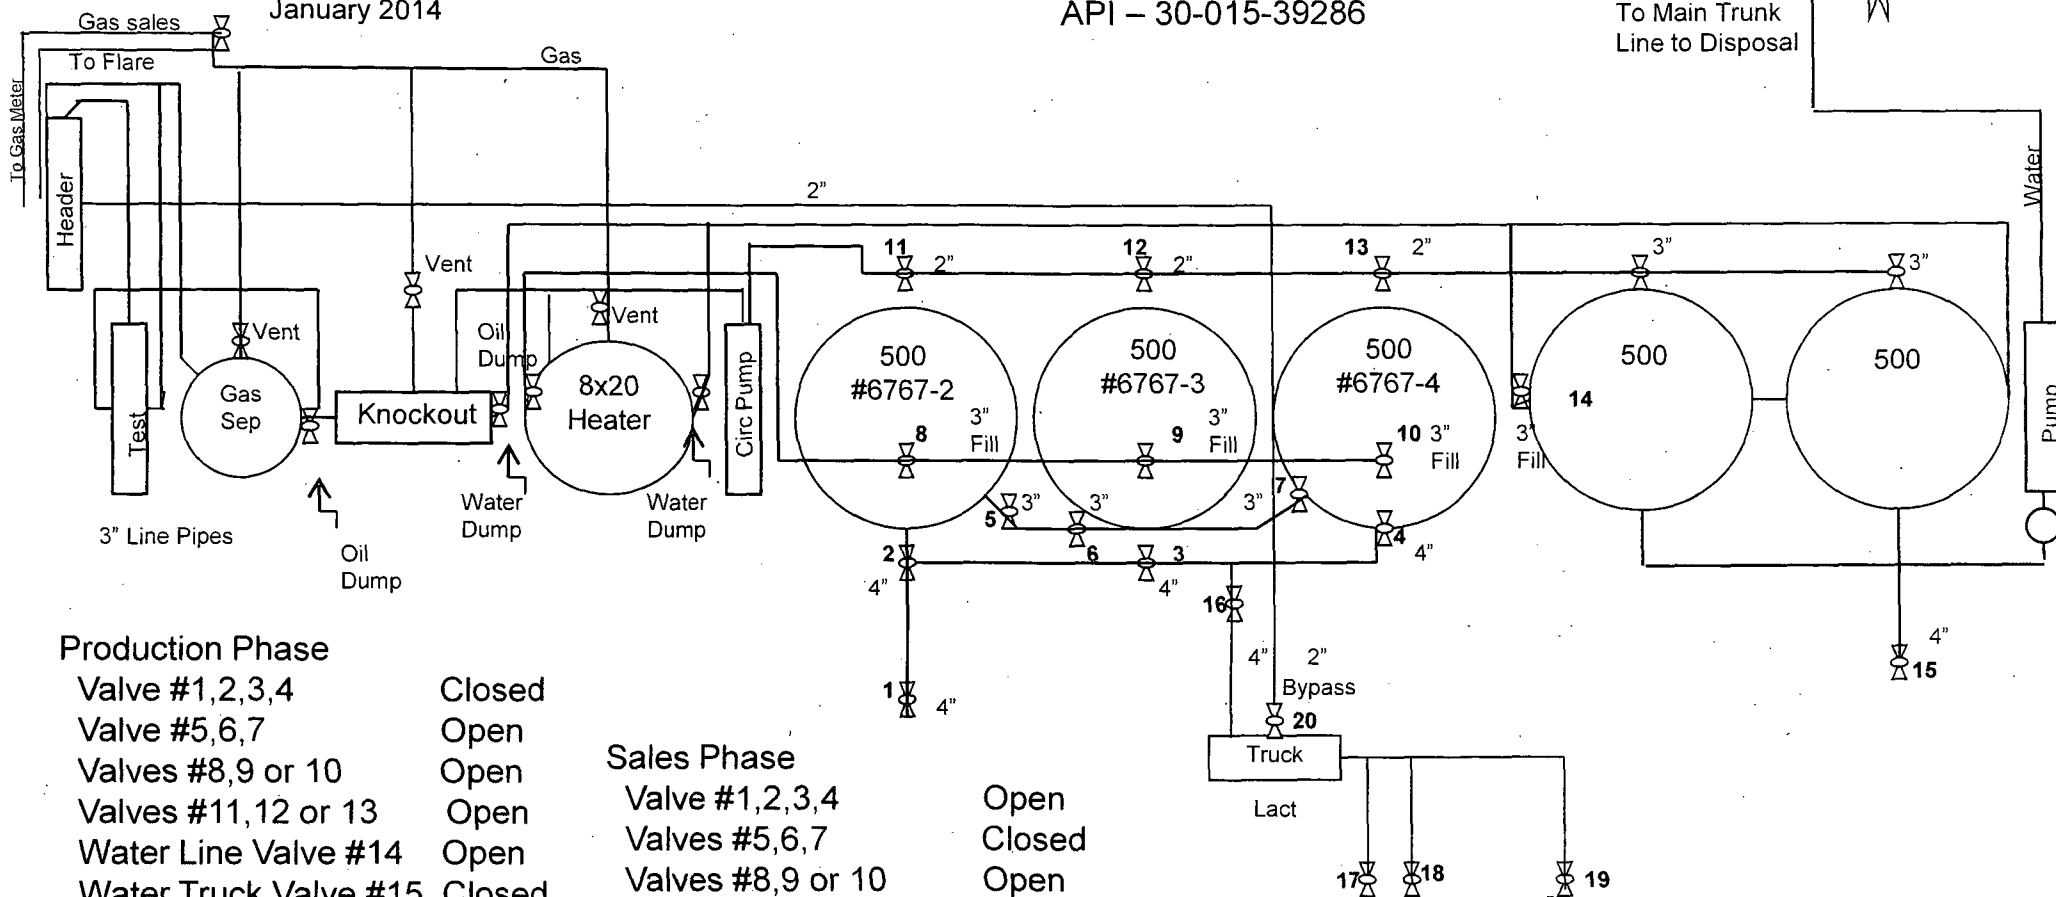 January 2014
API – 30-015-39286
To Main Trunk
Line to Disposal
Gas sales
To Flare
Gas
To Gas Meter
Header
2”
Water
Vent
Vent
Vent
11
2”
12
2”
13
2”
3”
3”
Oil
Dump
Test
Gas
Sep
Knockout
8x20
Heater
Circ Pump
500
#6767-2
500
#6767-3
500
#6767-4
500
500
14
Pump
8
3”
Fill
9
3”
Fill
10
3”
Fill
3”
Fill
3” Line Pipes
Oil
Dump
Water
Dump
Water
Dump
5
3”
3”
3”
7
2
6
3
4
4”
4”
4”
16
4”
2”
Bypass
4”
15
1
4”
20
Truck
Lact
17
18
19
Production Phase
Valve #1,2,3,4 Closed
Valve #5,6,7 Open
Valves #8,9 or 10 Open
Valves #11,12 or 13 Open
Water Line Valve #14 Open
Water Truck Valve #15 Closed
Sales Phase
Valve #1,2,3,4 Open
Valves #5,6,7 Closed
Valves #8,9 or 10 Open